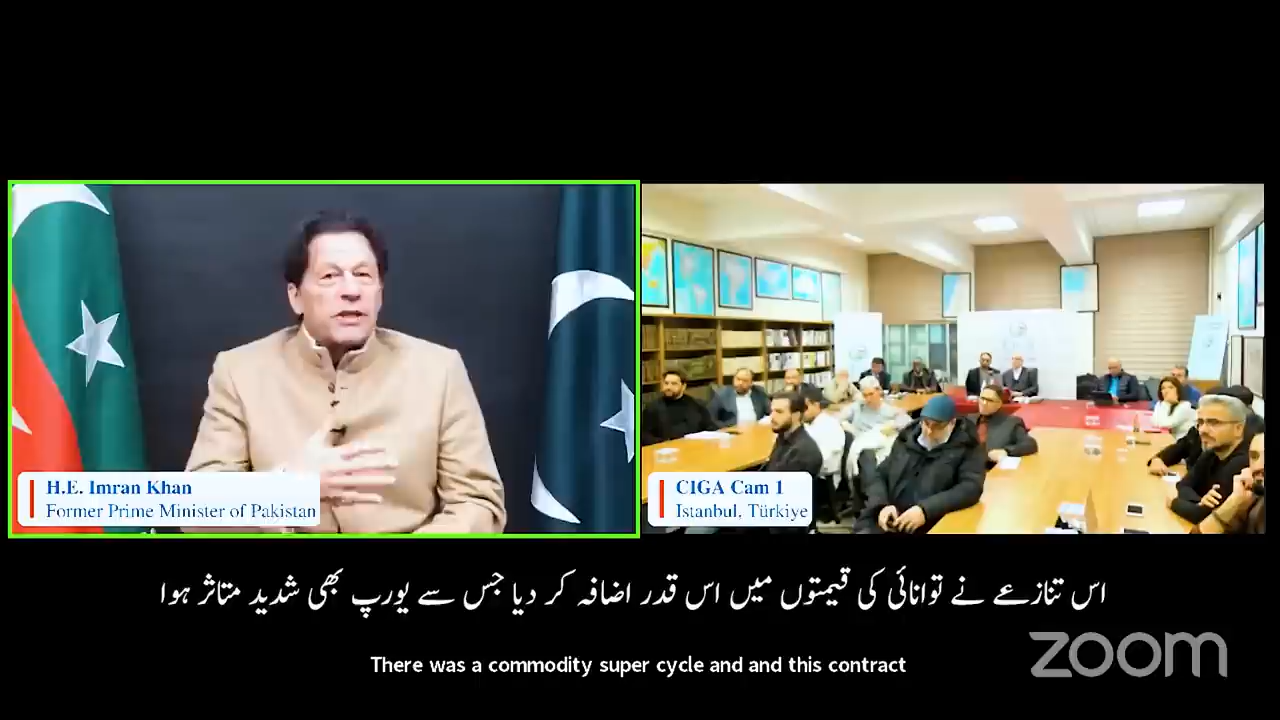 H.E. Imran Khan
Former Prime Minister of Pakistan
CIGA Cam 1
Istanbul, Türkiye
اس تنازعے نے توانائی کی قیمتوں میں اس قدر اضافہ کر دیا جس سے یورپ بھی شدید متاثر ہوا
There was a commodity super cycle and and this contract
zoom